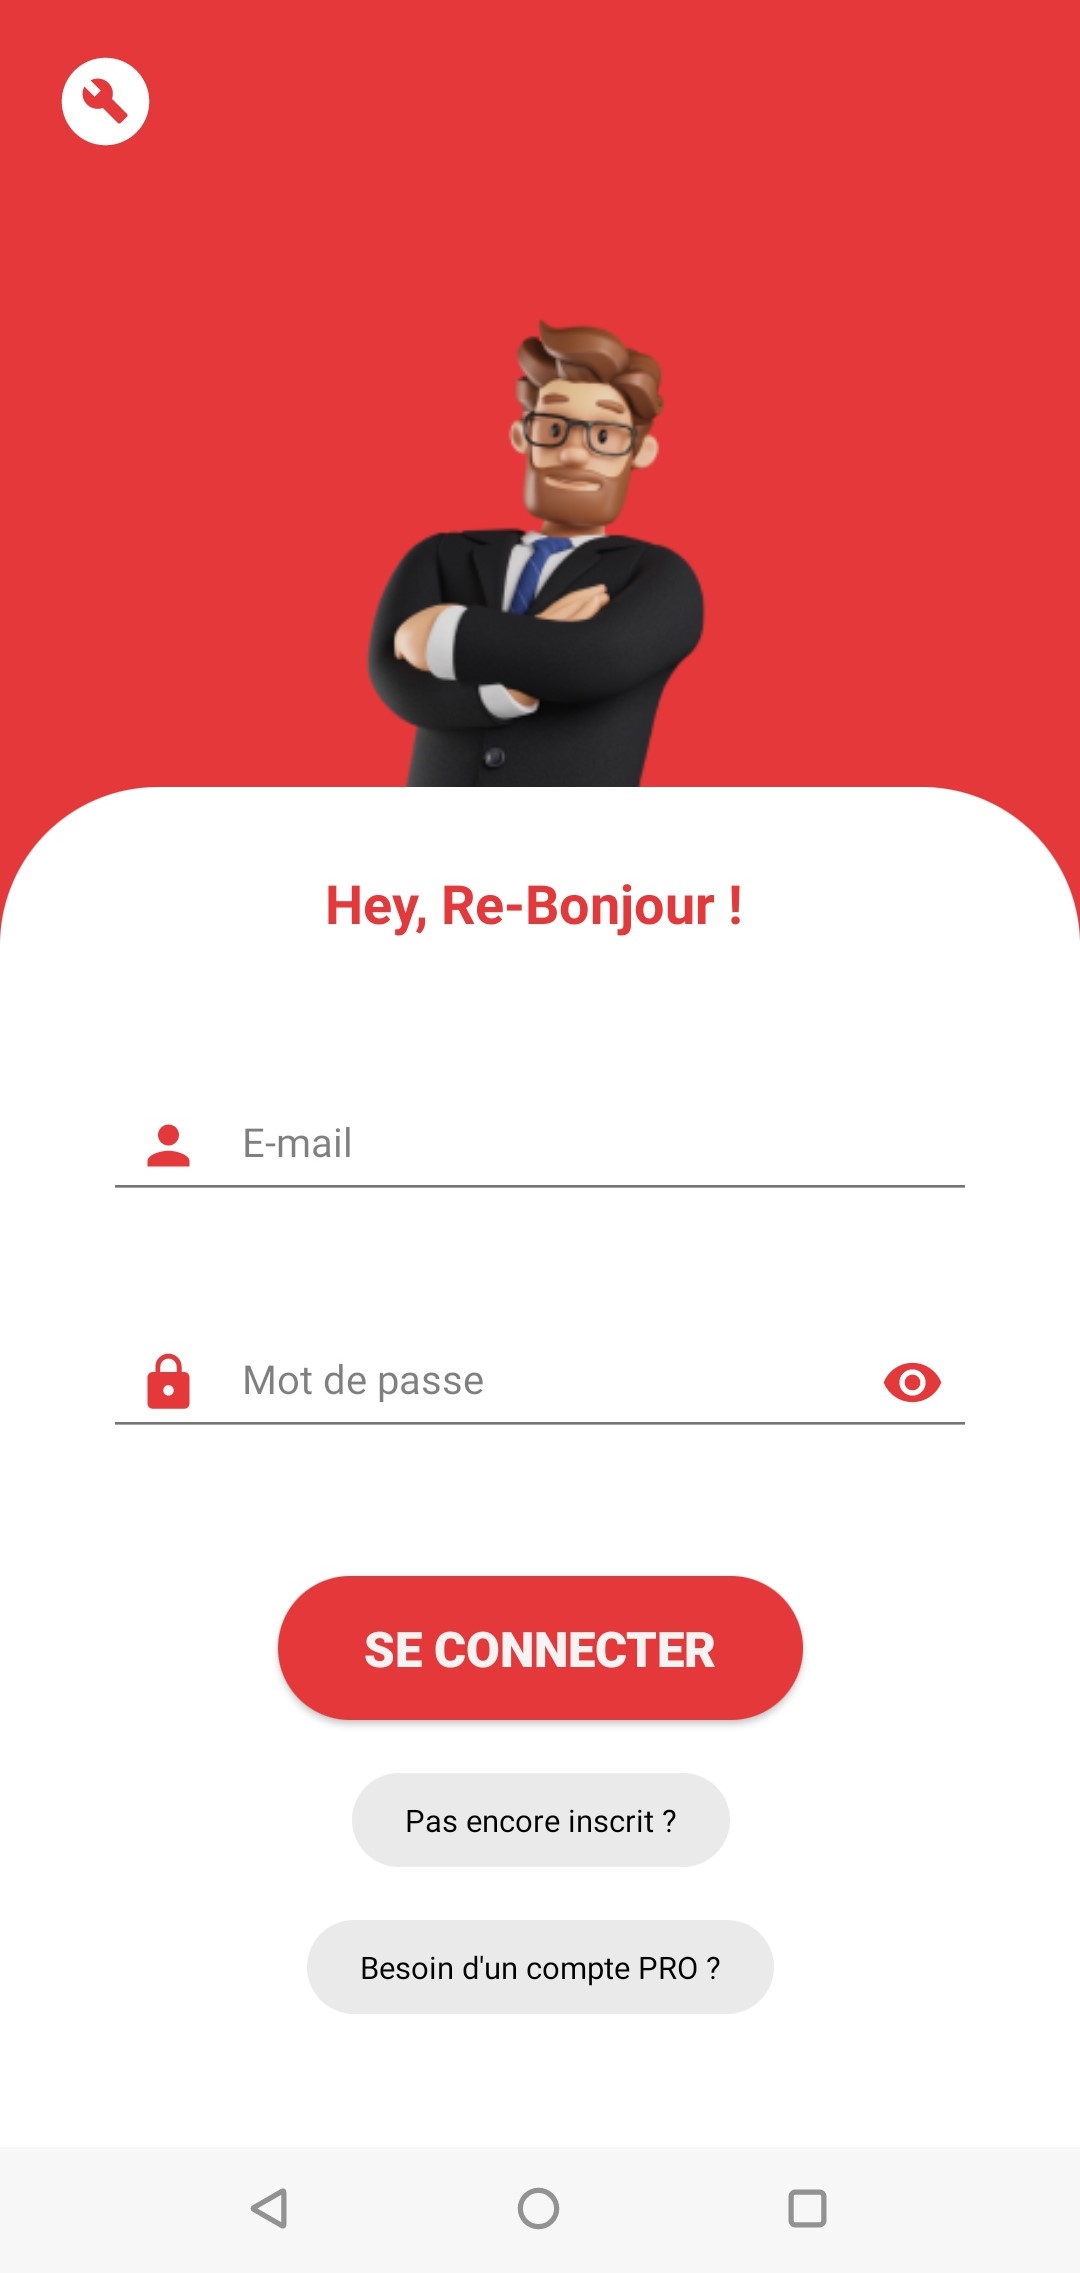 Hey, Re-Bonjour !
E-mail
Mot de passe
SE CONNECTER
Pas encore inscrit ?
Besoin d'un compte PRO ?